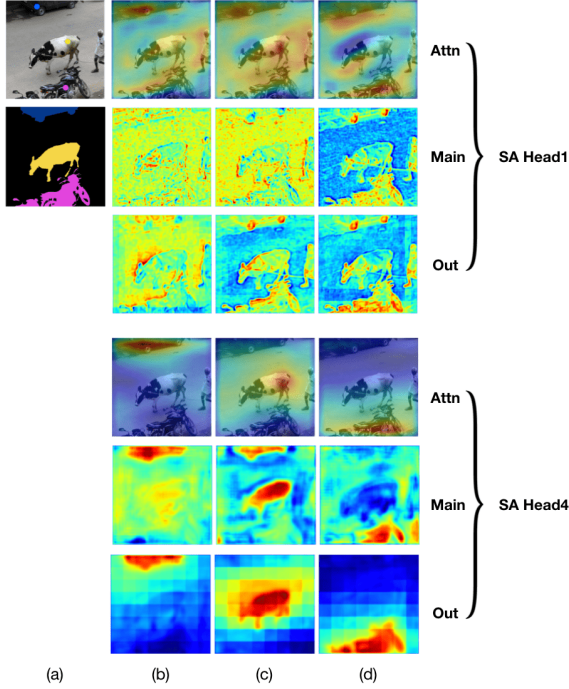 Attn
Main
SA Head1
Out
Attn
Main
SA Head4
Out
(a)
(b)
(c)
(d)